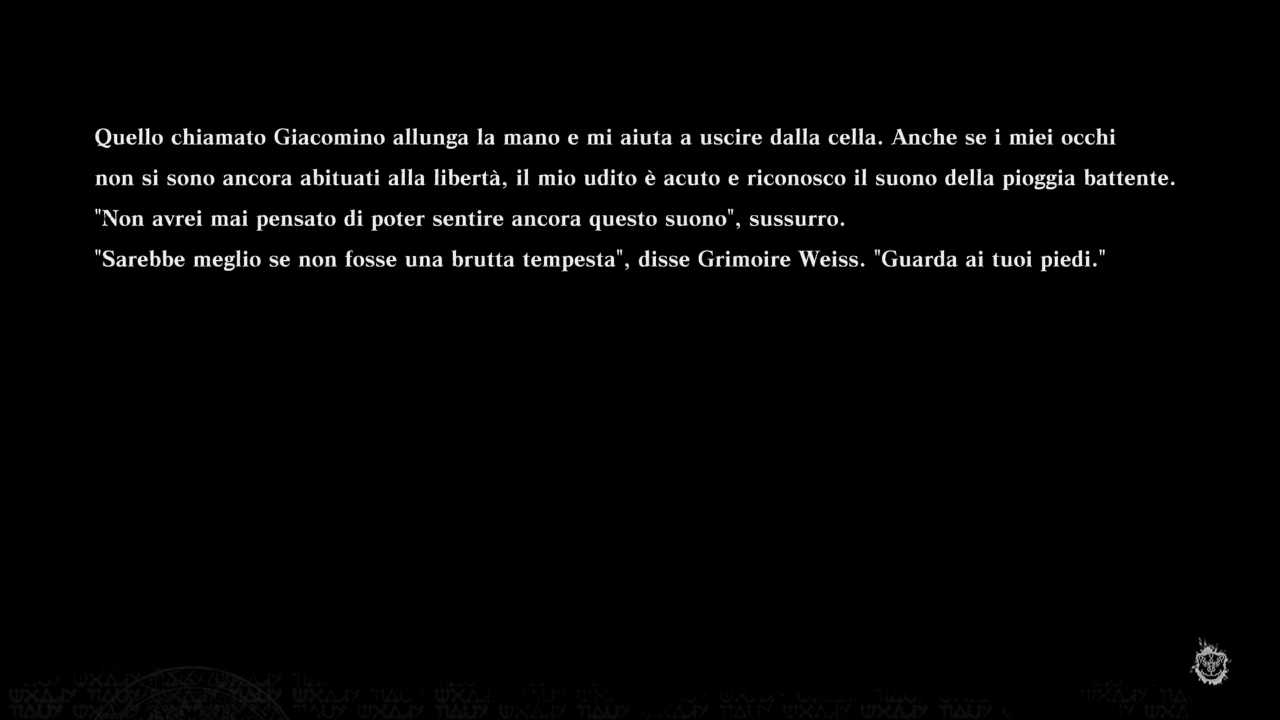 Quello chiamato Giacomino allunga la mano e mi aiuta a uscire dalla cella. Anche se i miei occhi
non si sono ancora abituati alla libertà, il mio udito è acuto e riconosco il suono della pioggia battente.
"Non avrei mai pensato di poter sentire ancora questo suono", sussurro.
"Sarebbe meglio se non fosse una brutta tempesta", disse Grimoire Weiss. "Guarda ai tuoi piedi."